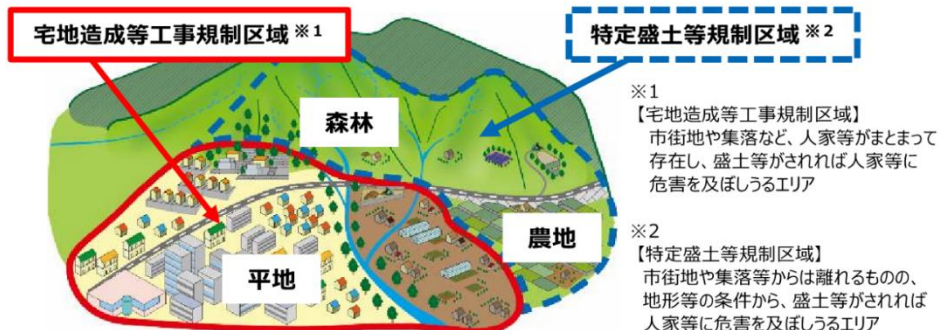 宅地造成等工事規制区域※1
特定盛土等規制区域※2
森林
農地
平地
※1
【宅地造成等工事規制区域】
市街地や集落など、人家等がまとまって
存在し、盛土等がされれば人家等に
危害を及ぼしうるエリア
※2
【特定盛土等規制区域】
市街地や集落等からは離れるものの、
地形等の条件から、盛土等がされれば
人家等に危害を及ぼしうるエリア